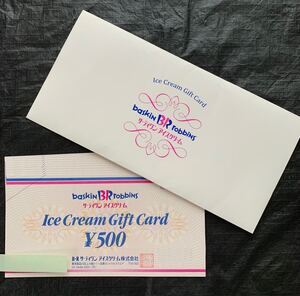 Ice Cream Gift Card
baskin BR robbins
サーティワン アイスクリーム
baskin BR robbins
サーティワン アイスクリーム
Ice Cream Gift Card
¥500
B-R サーティワン アイスクリーム株式会社